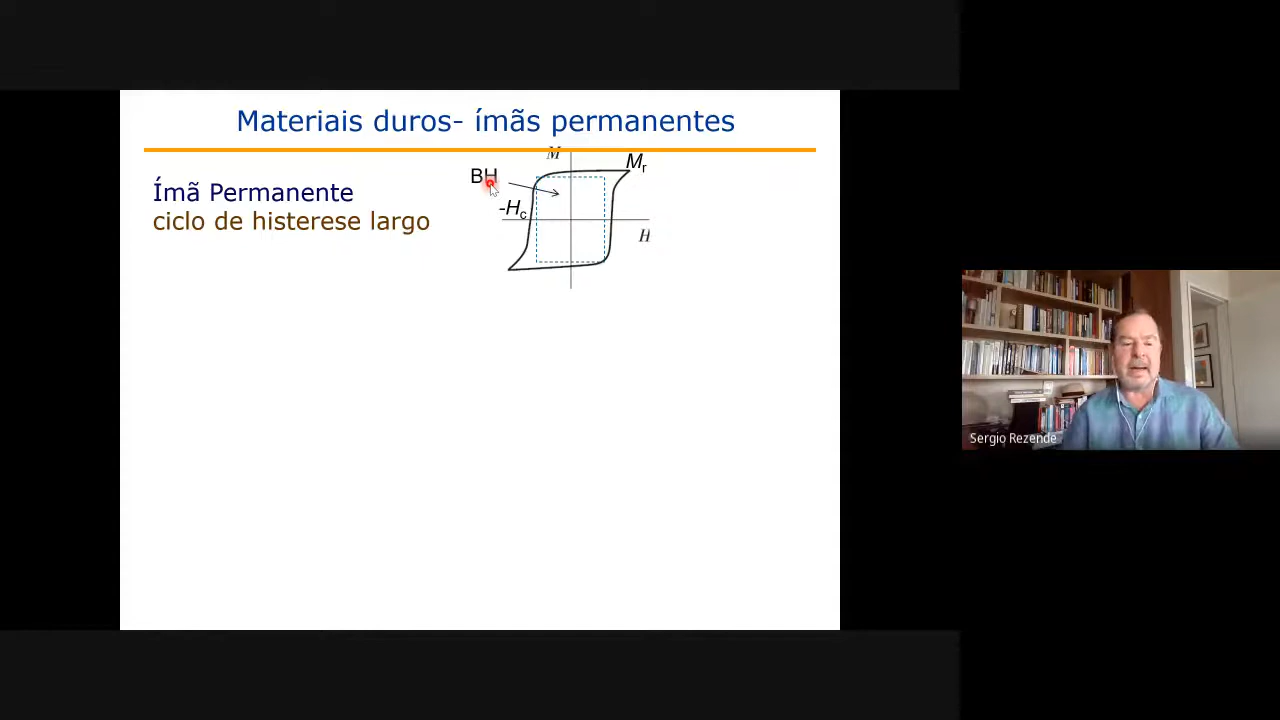 Materiais duros- ímãs permanentes
M
Mr
BH
Ímã Permanente
-Hc
ciclo de histerese largo
H
Sergio Rezende